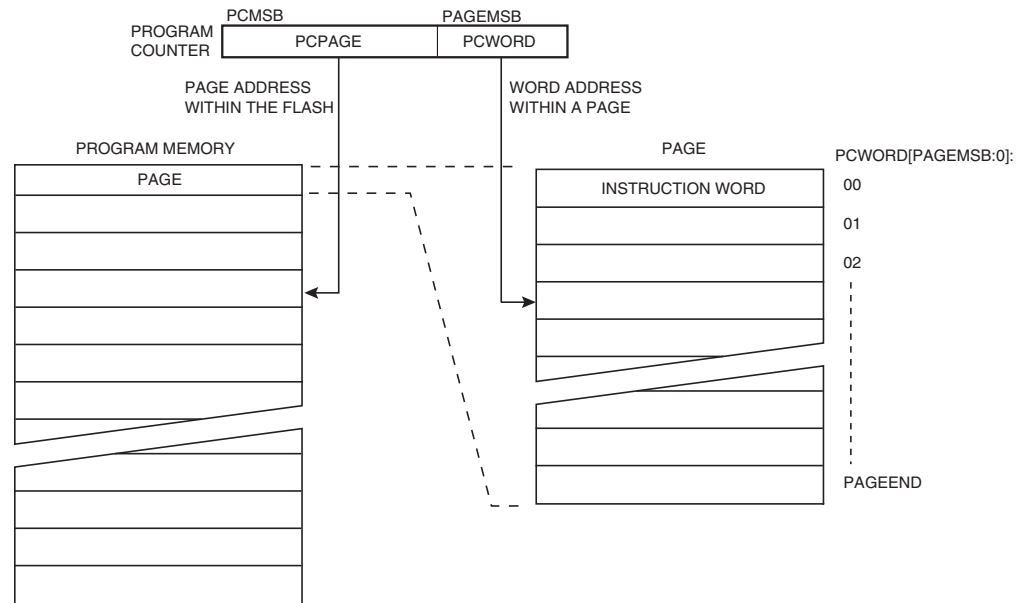 PCMSB
PAGEMSB
PROGRAM
COUNTER
PCPAGE
PCWORD
PAGE ADDRESS
WITHIN THE FLASH
WORD ADDRESS
WITHIN A PAGE
PROGRAM MEMORY
PAGE
PAGE
PCWORD[PAGEMSB:0]:
INSTRUCTION WORD
00
01
02
PAGEEND